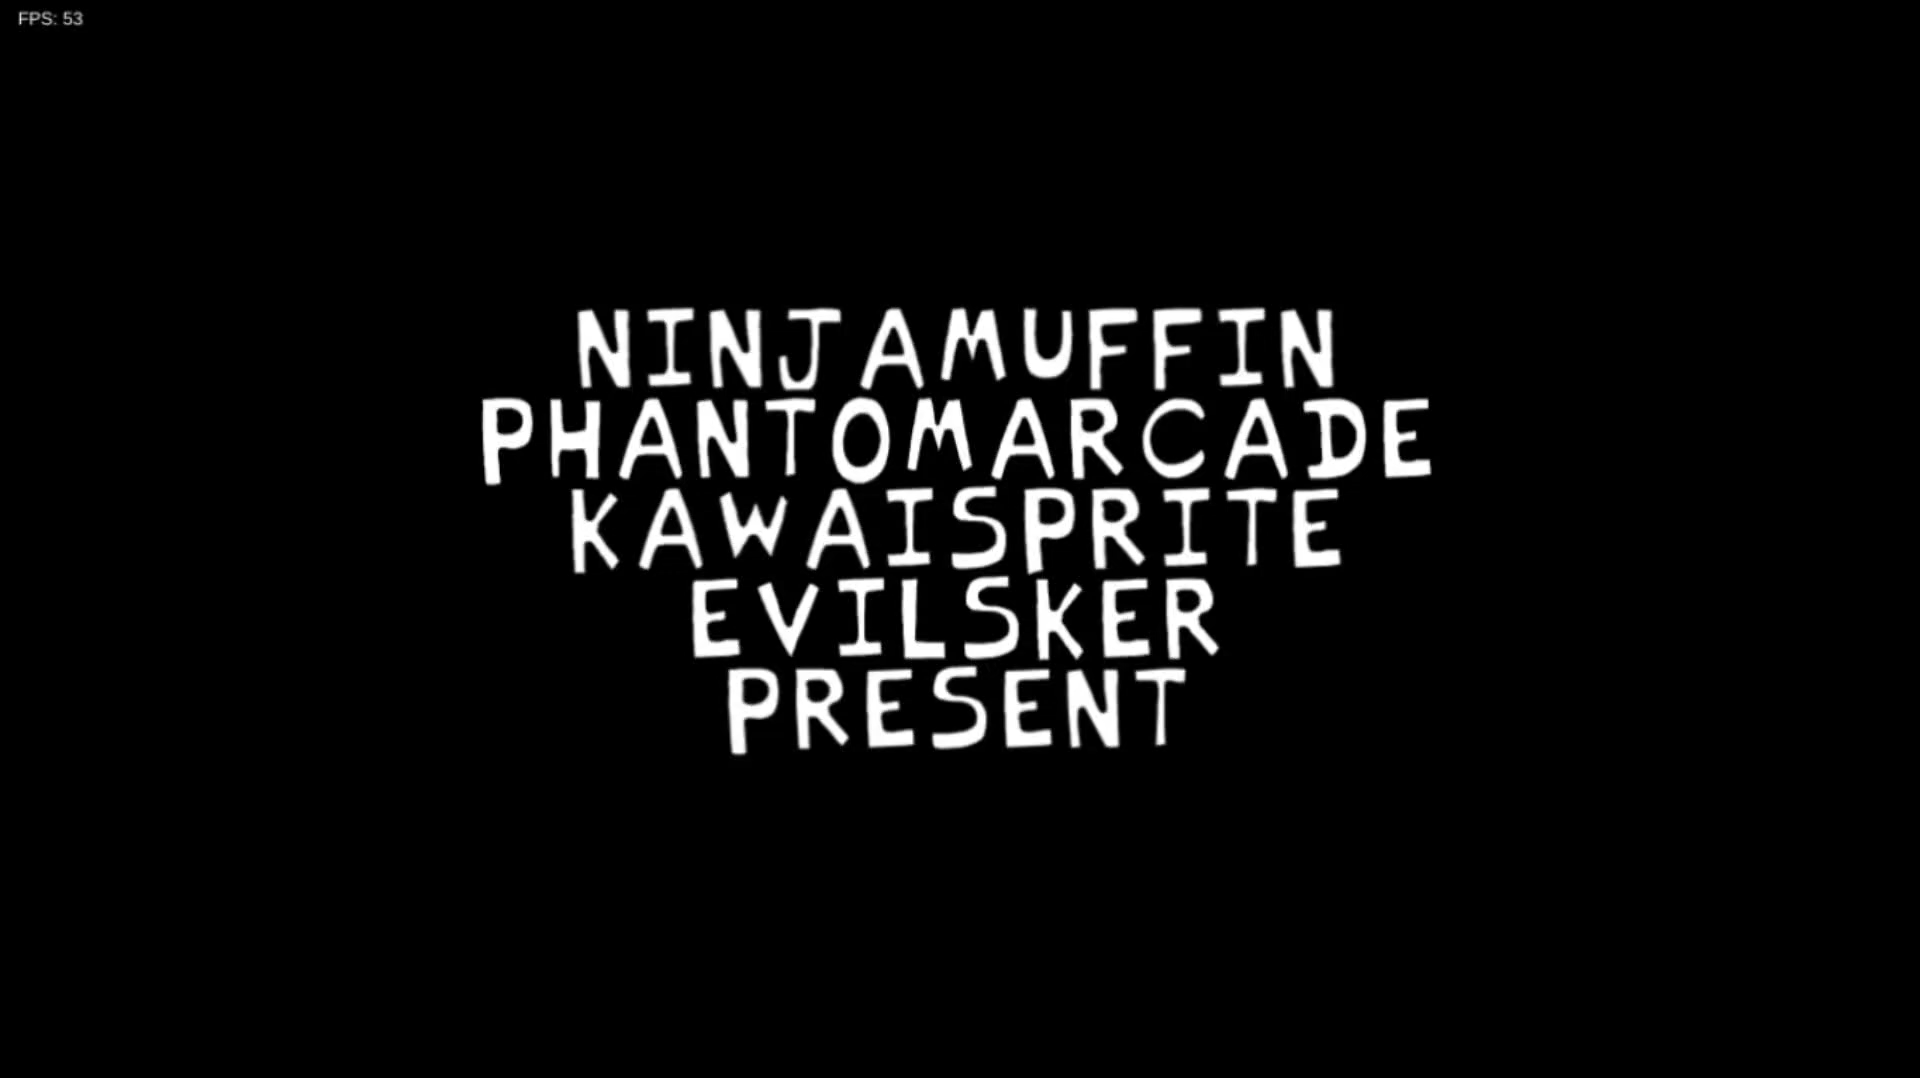 FPS: 53
NINJAMUFFIN
PHANTOMARCADE
KAWAISPRITE
EVILSKER
PRESENT